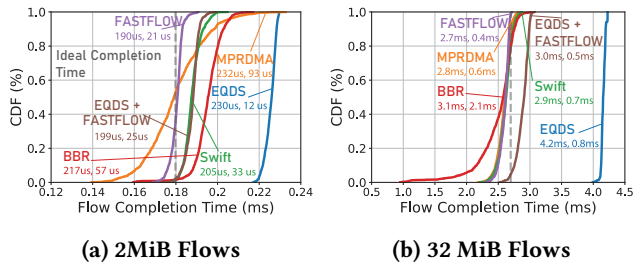 FASTFLOW
190us, 21 us
Ideal Completion
Time
MPRDMA
232us, 93 us
EQDS
230us, 12 us
EQDS +
FASTFLOW
199us, 25us
BBR
217us, 57 us
Swift
205us, 33 us
CDF (%)
1.0
0.8
0.6
0.4
0.2
0.0
0.12 0.14 0.16 0.18 0.20 0.22 0.24
Flow Completion Time (ms)
(a) 2MiB Flows
FASTFLOW
2.7ms, 0.4ms
EQDS +
FASTFLOW
3.0ms, 0.5ms
MPRDMA
2.8ms, 0.6ms
BBR
3.1ms, 2.1ms
Swift
2.9ms, 0.7ms
EQDS
4.2ms, 0.8ms
CDF (%)
1.0
0.8
0.6
0.4
0.2
0.0
0.5 1.0 1.5 2.0 2.5 3.0 3.5 4.0 4.5
Flow Completion Time (ms)
(b) 32 MiB Flows